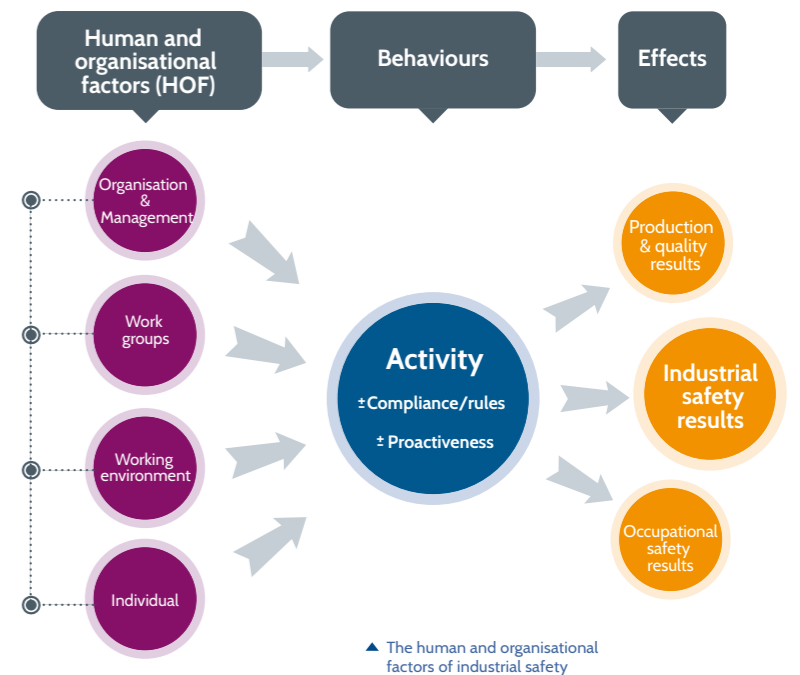 Human and
organisational
factors (HOF)
Behaviours
Effects
Organisation
&
Management
Work
groups
Working
environment
Individual
Activity
±Compliance/rules
± Proactiveness
Production
& quality
results
Industrial
safety
results
Occupational
safety
results
The human and organisational
factors of industrial safety